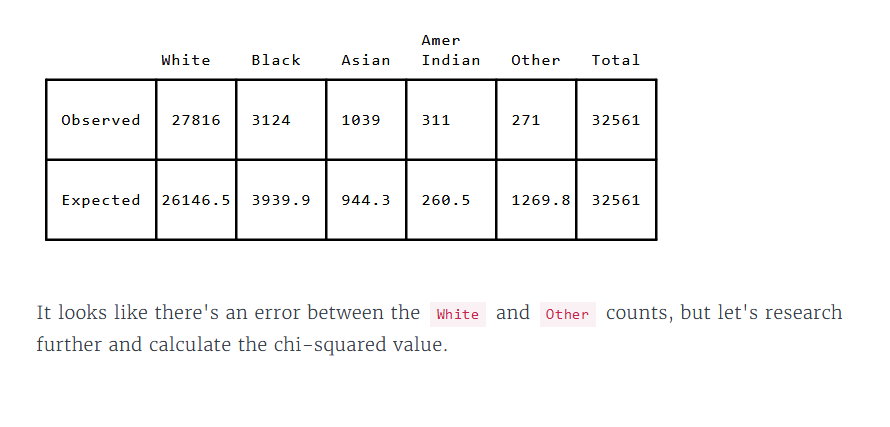 Amer
White Black Asian Indian Other Total
Observed 27816 3124 1039 311 271 32561
Expected 26146.5 3939.9 944.3 260.5 1269.8 32561
It looks like there's an error between the White and Other counts, but let's research
further and calculate the chi-squared value.